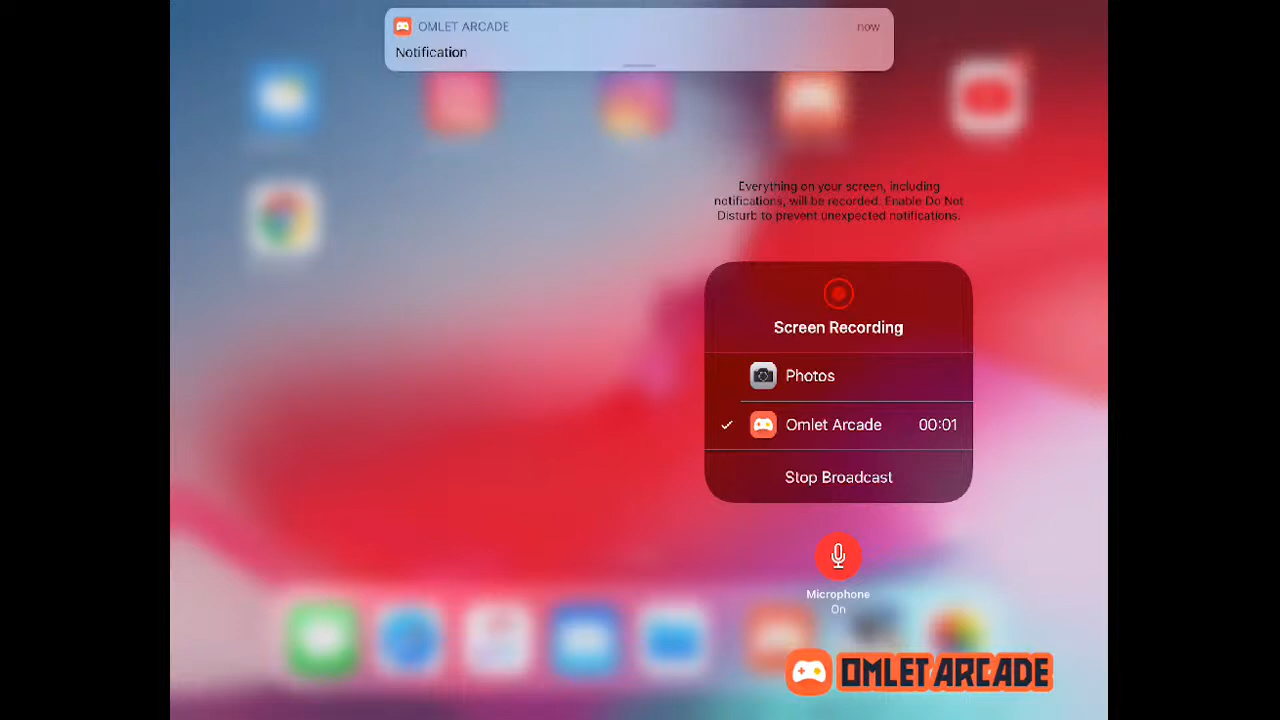 OMLET ARCADE
now
Notification
Everything on your screen, including
notifications, will be recorded. Enable Do Not
Disturb to prevent unexpected notifications.
Screen Recording
Photos
Omlet Arcade
00:01
Stop Broadcast
Microphone
On
OMLET ARCADE